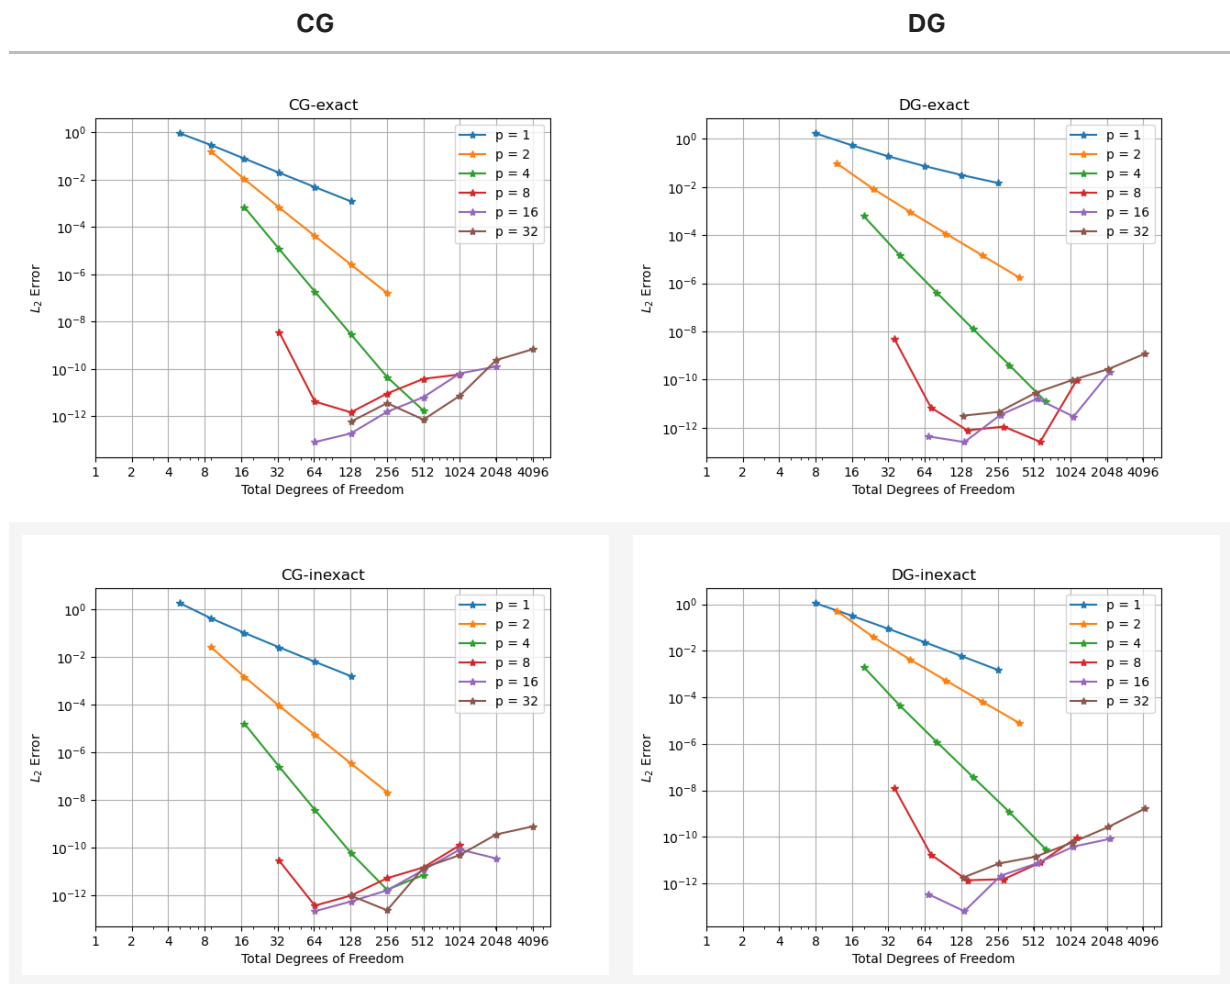 CG DG
CG-exact
10⁰
10⁻²
10⁻⁴
10⁻⁶
10⁻⁸
10⁻¹⁰
10⁻¹²
L₂ Error
p = 1
p = 2
p = 4
p = 8
p = 16
p = 32
1 2 4 8 16 32 64 128 256 512 1024 2048 4096
Total Degrees of Freedom
DG-exact
10⁰
10⁻²
10⁻⁴
10⁻⁶
10⁻⁸
10⁻¹⁰
10⁻¹²
L₂ Error
p = 1
p = 2
p = 4
p = 8
p = 16
p = 32
1 2 4 8 16 32 64 128 256 512 1024 2048 4096
Total Degrees of Freedom
CG-inexact
10⁰
10⁻²
10⁻⁴
10⁻⁶
10⁻⁸
10⁻¹⁰
10⁻¹²
L₂ Error
p = 1
p = 2
p = 4
p = 8
p = 16
p = 32
1 2 4 8 16 32 64 128 256 512 1024 2048 4096
Total Degrees of Freedom
DG-inexact
10⁰
10⁻²
10⁻⁴
10⁻⁶
10⁻⁸
10⁻¹⁰
10⁻¹²
L₂ Error
p = 1
p = 2
p = 4
p = 8
p = 16
p = 32
1 2 4 8 16 32 64 128 256 512 1024 2048 4096
Total Degrees of Freedom